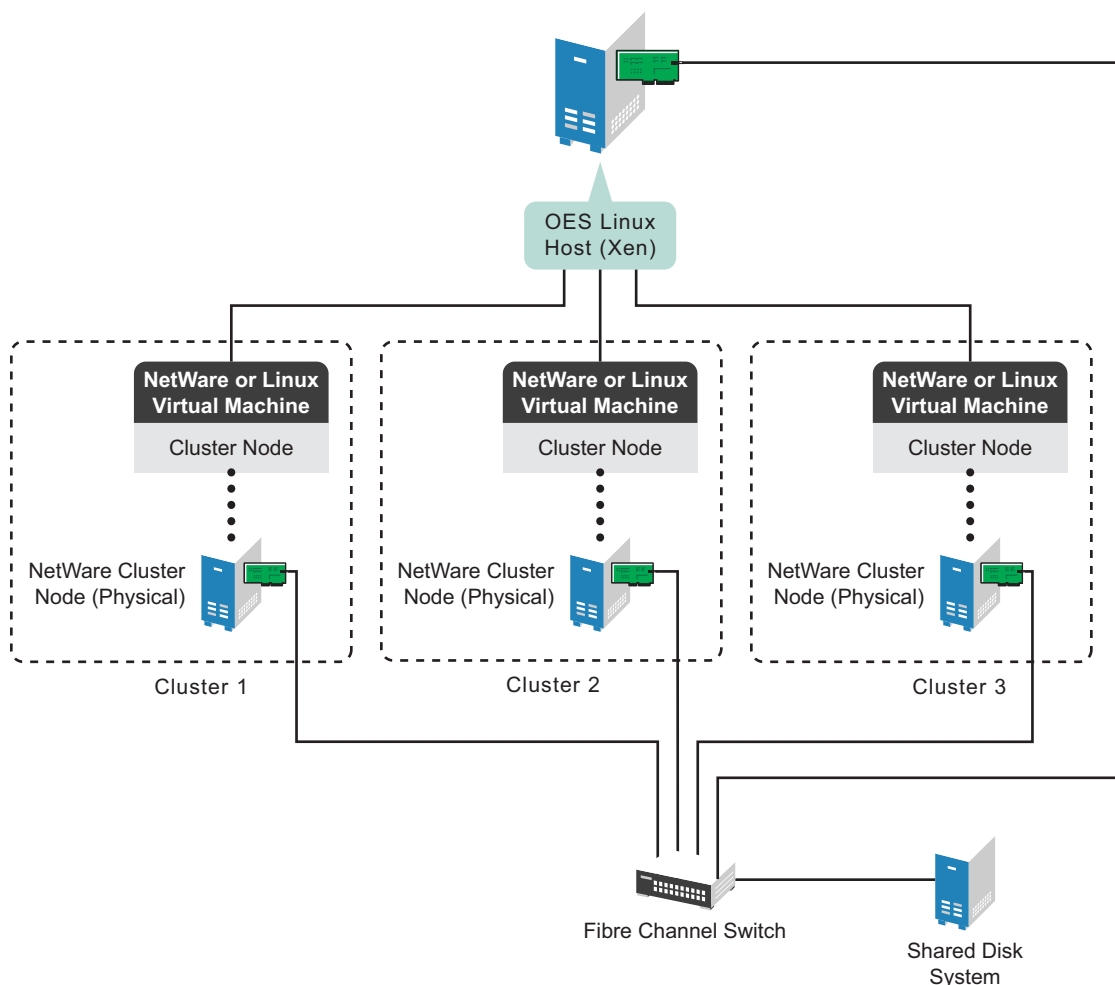 OES Linux
Host (Xen)
NetWare or Linux
Virtual Machine
Cluster Node
NetWare Cluster
Node (Physical)
Cluster 1
NetWare or Linux
Virtual Machine
Cluster Node
NetWare Cluster
Node (Physical)
Cluster 2
NetWare or Linux
Virtual Machine
Cluster Node
NetWare Cluster
Node (Physical)
Cluster 3
Fibre Channel Switch
Shared Disk
System